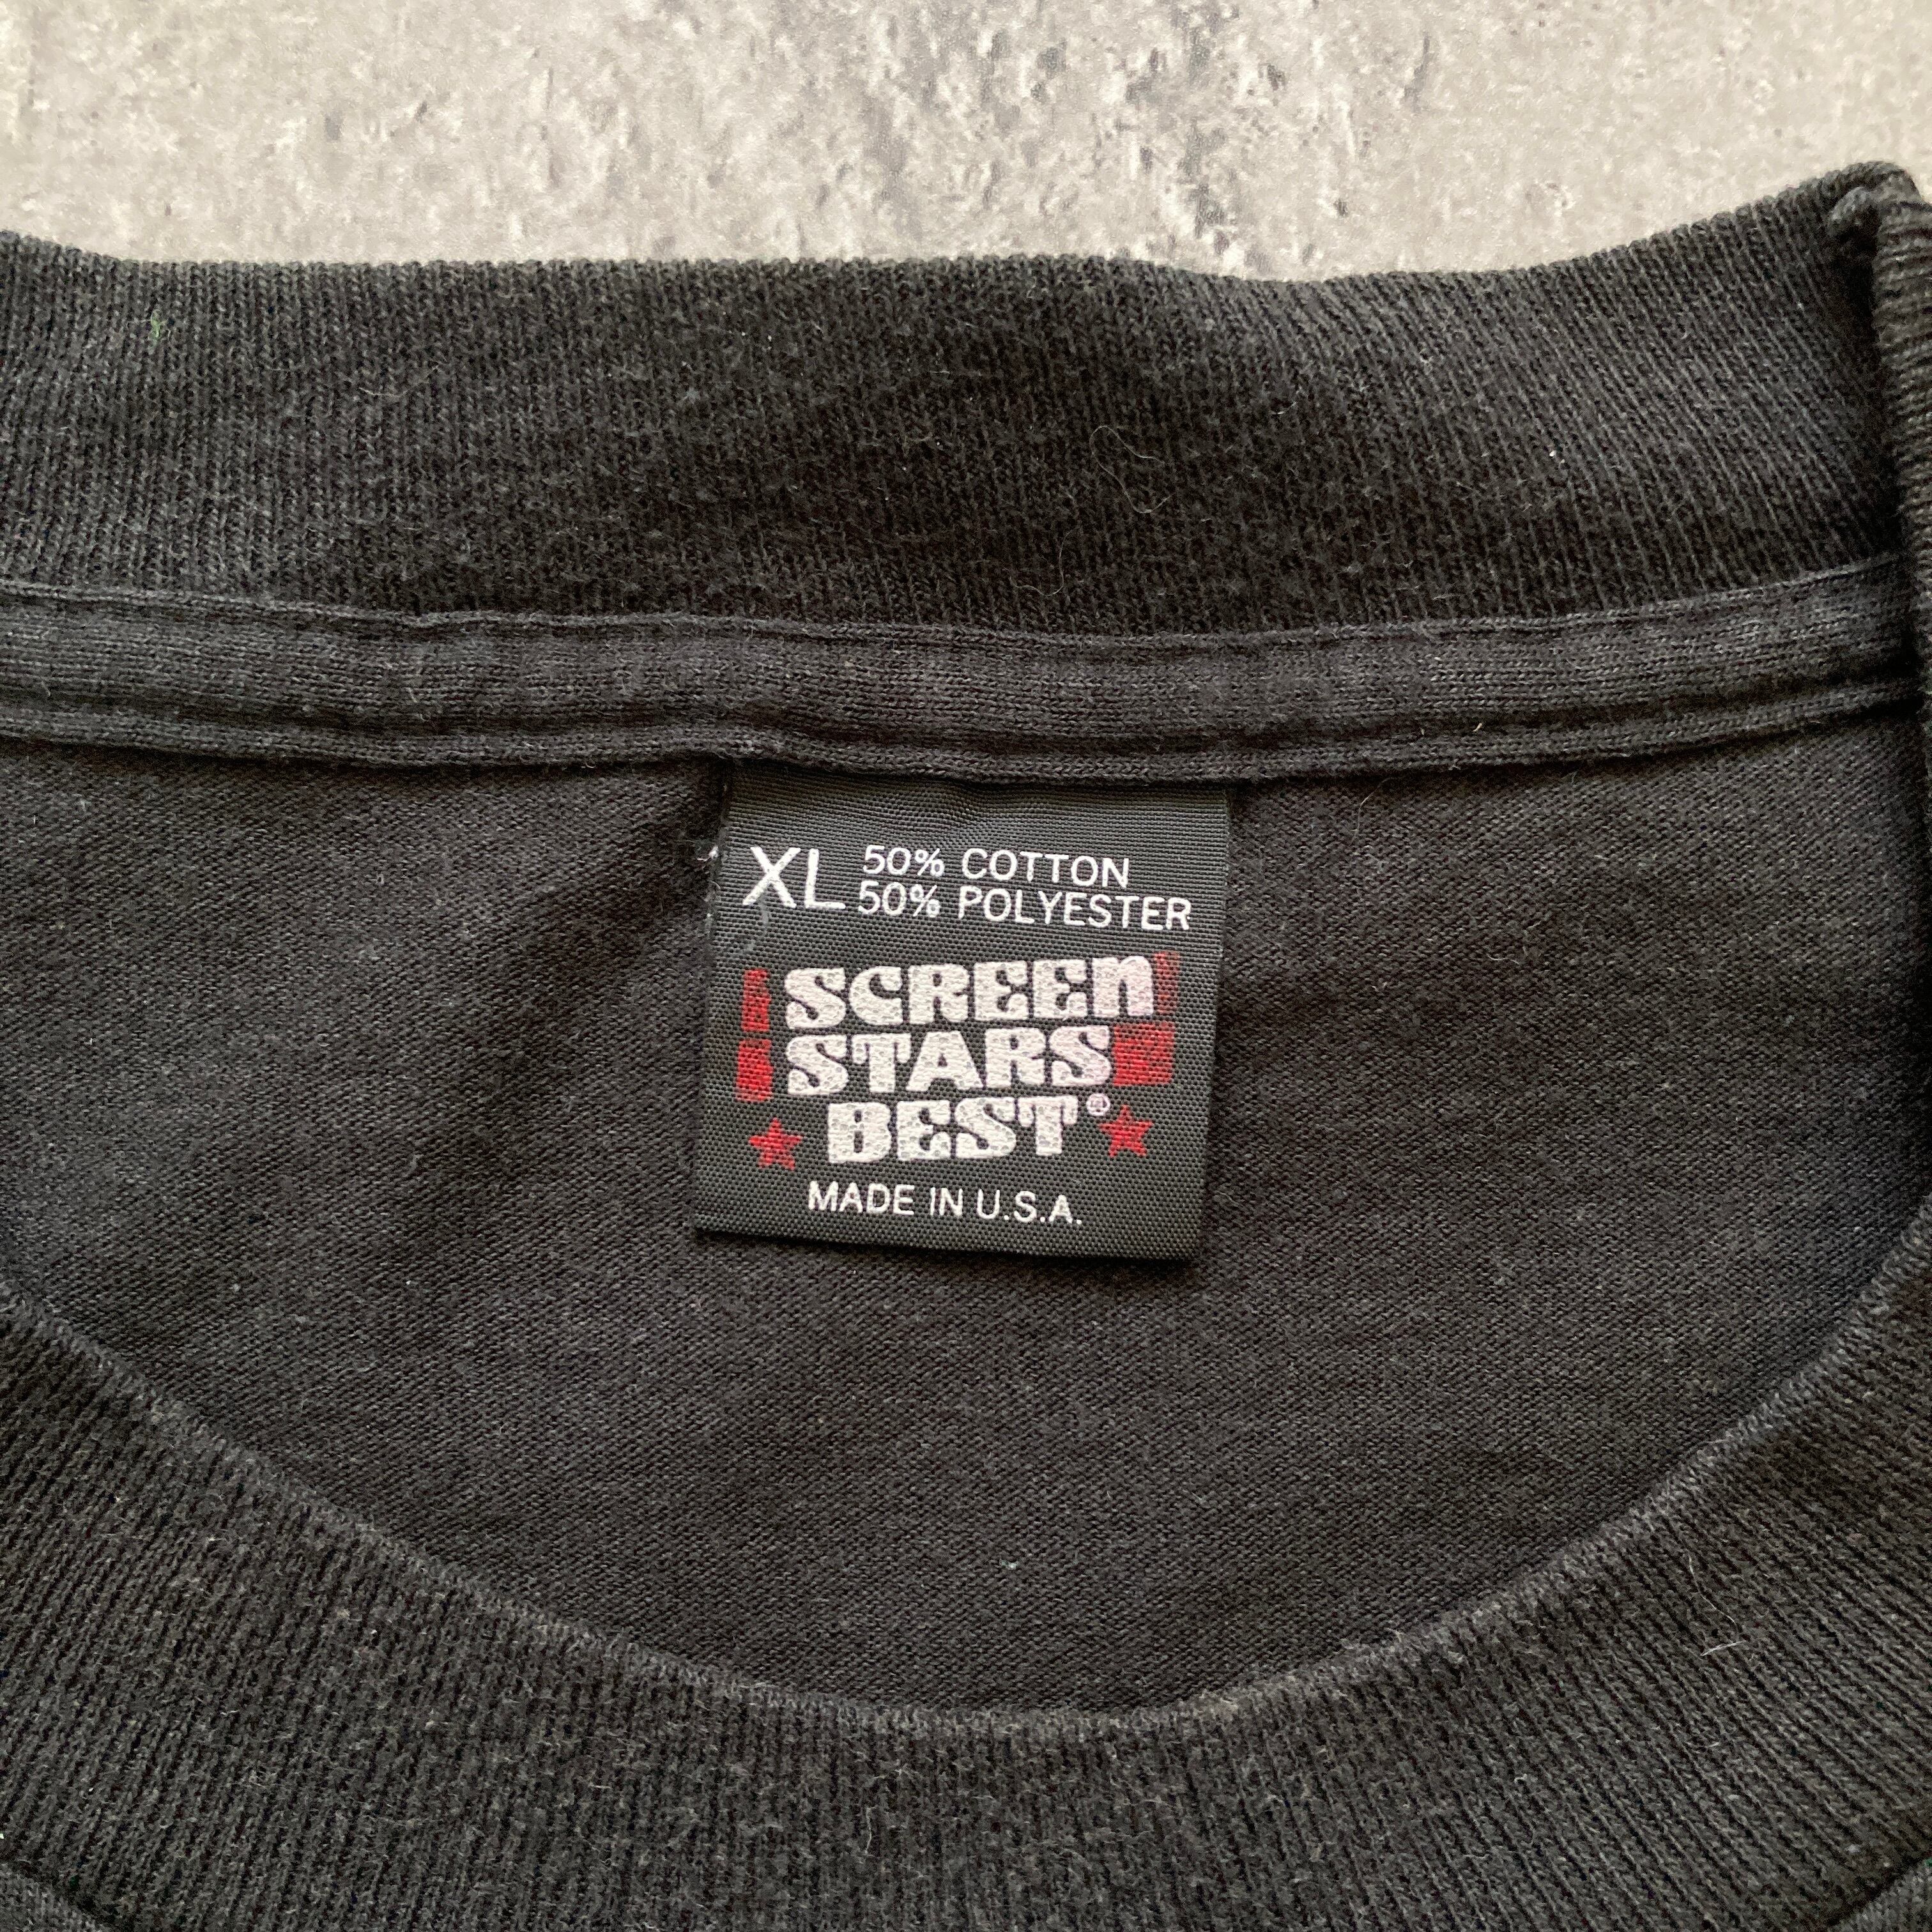 XL 50% COTTON
50% POLYESTER
SCREEN
STARS
BEST®
MADE IN U.S.A.